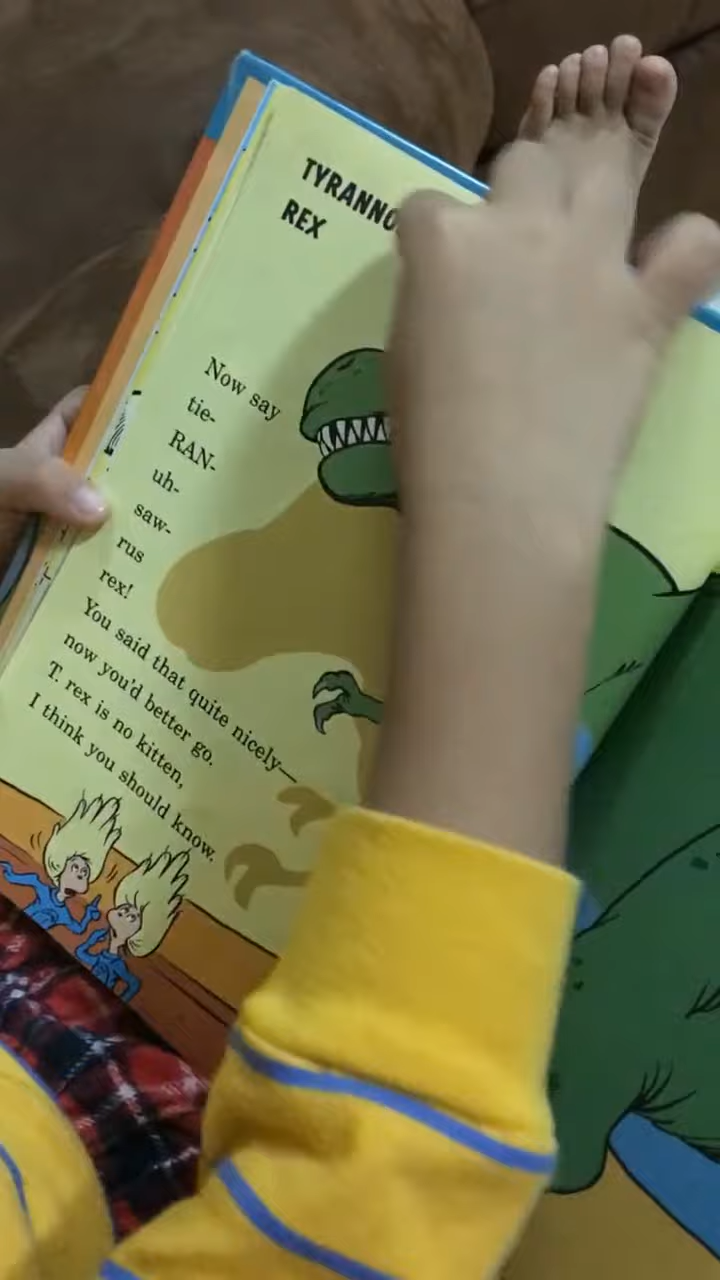 TYRANNO
REX
Now say
tie-
RAN-
uh-
saw-
rus
rex!
You said that quite nicely—
now you'd better go.
T. rex is no kitten,
I think you should know.